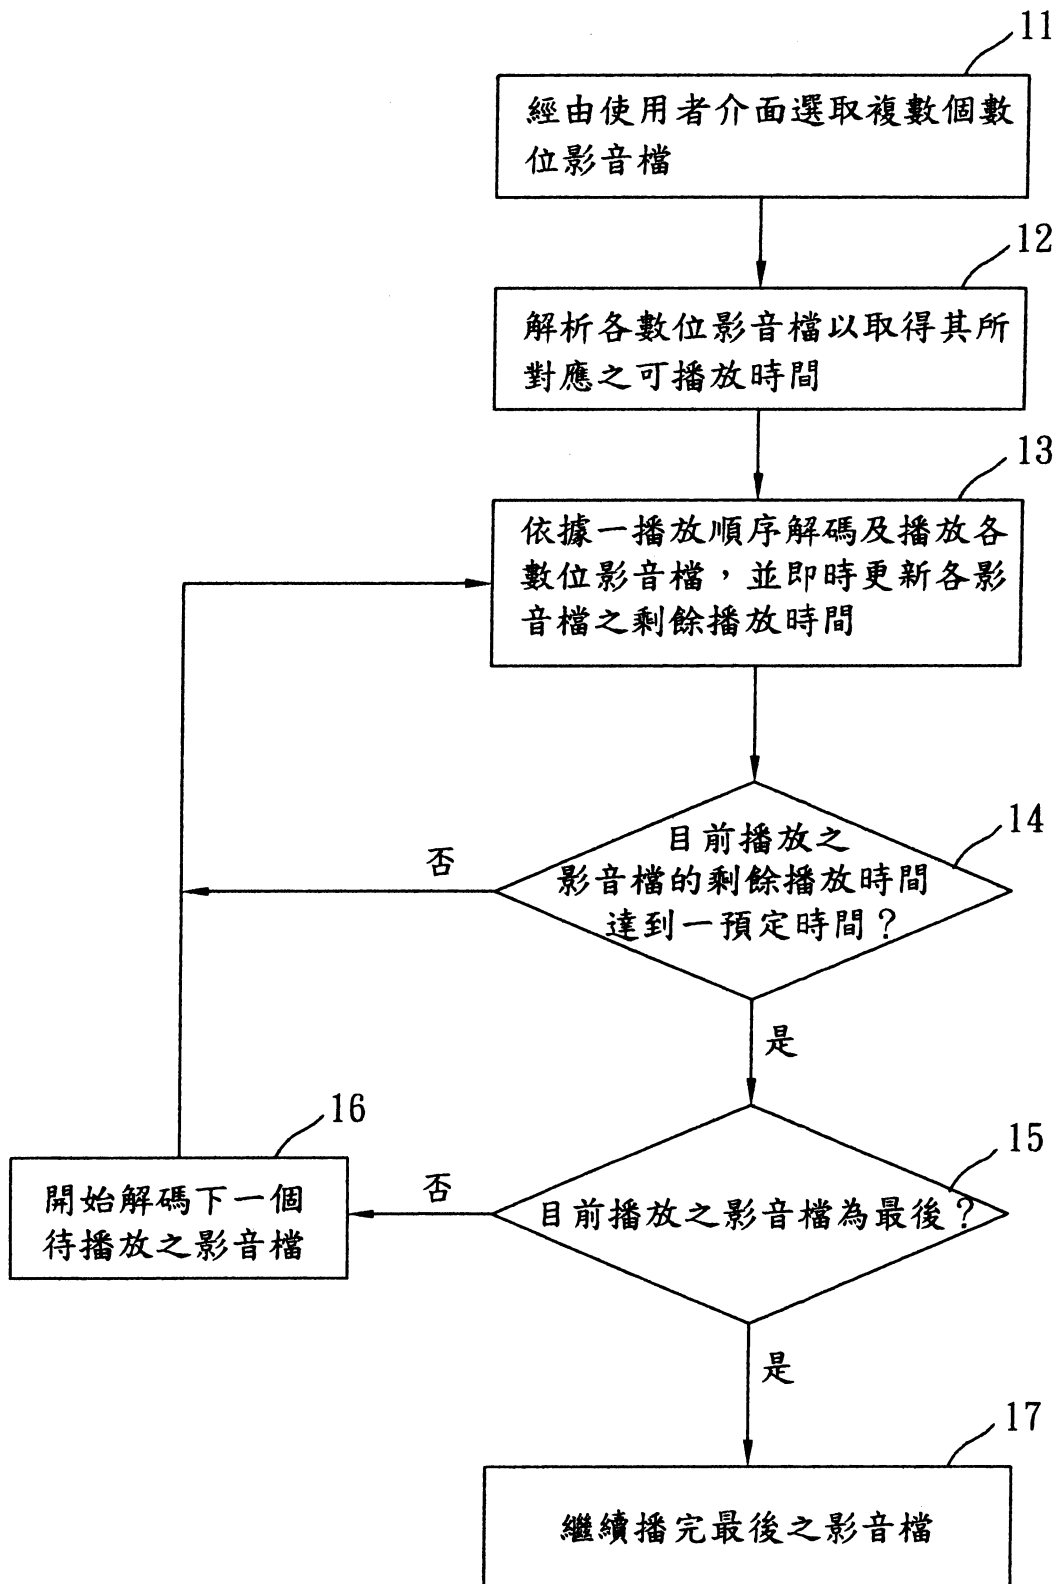 11
經由使用者介面選取複數個數
位影音檔
12
解析各數位影音檔以取得其所
對應之可播放時間
13
依據一播放順序解碼及播放各
數位影音檔，並即時更新各影
音檔之剩餘播放時間
14
目前播放之
影音檔的剩餘播放時間
達到一預定時間？
否
是
15
目前播放之影音檔為最後？
否
16
開始解碼下一個
待播放之影音檔
是
17
繼續播完最後之影音檔